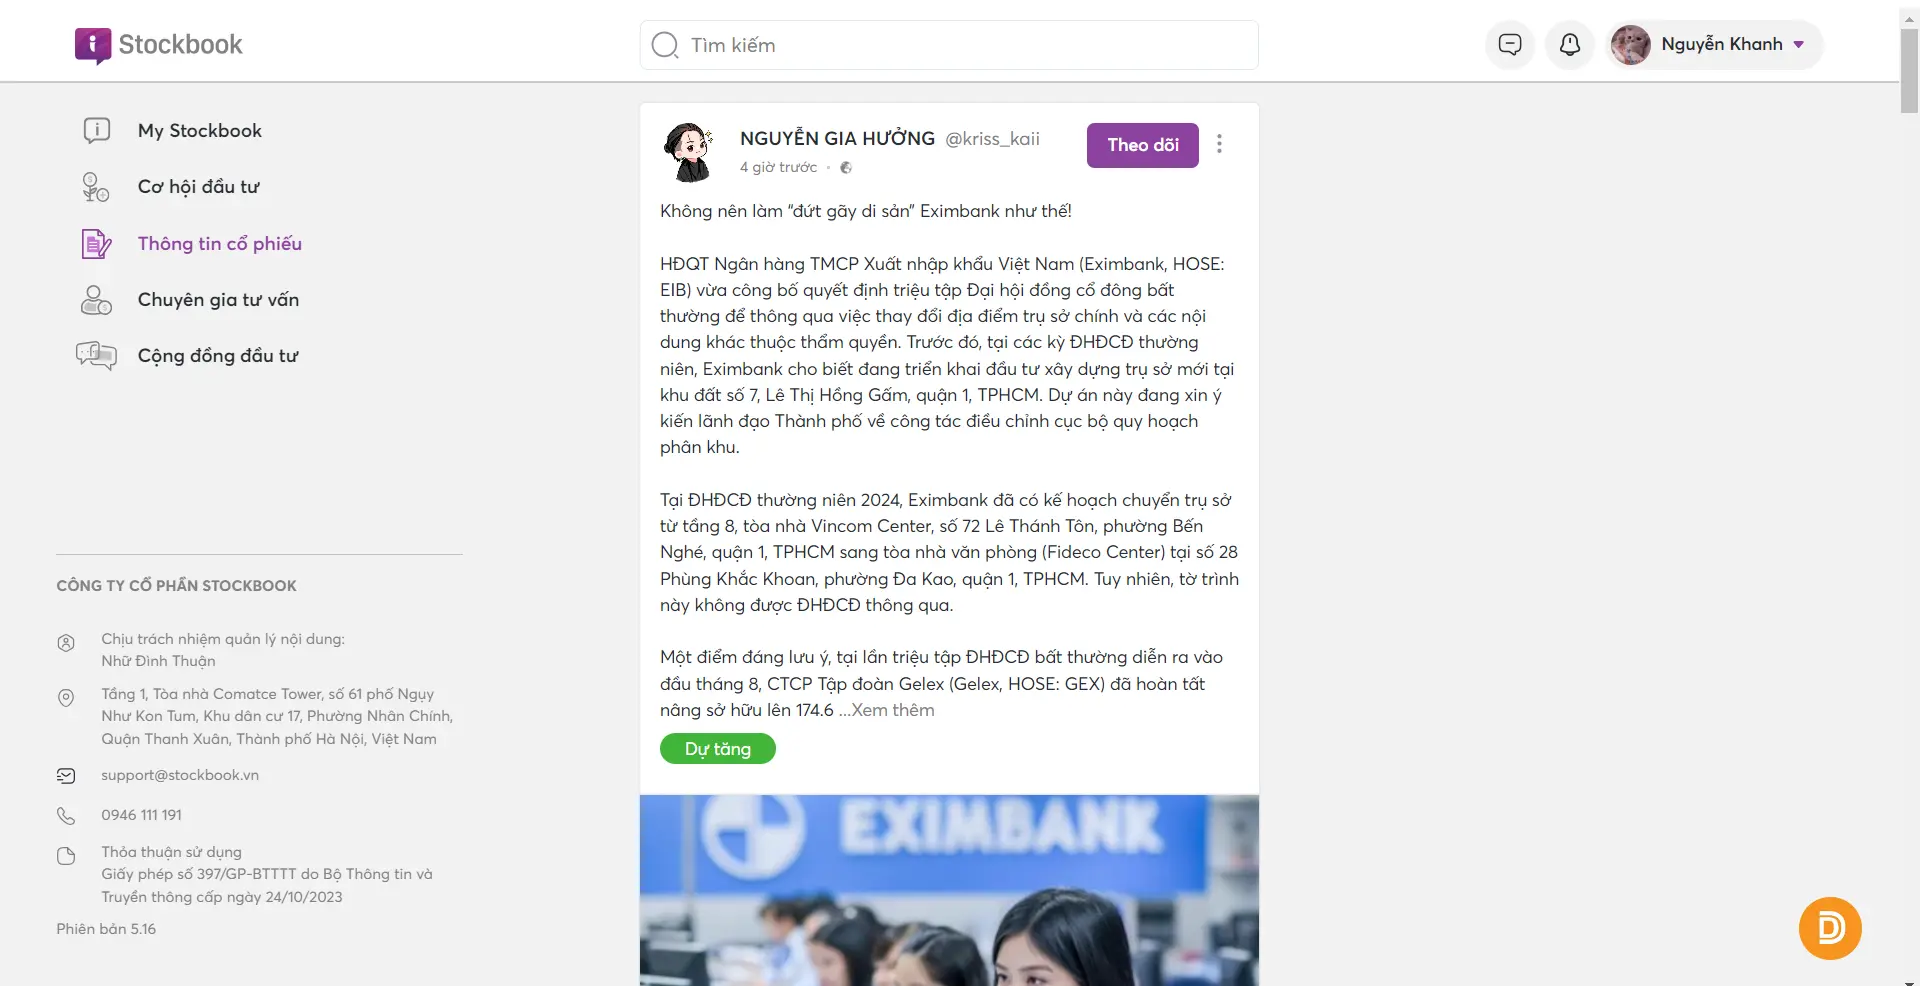 Stockbook
Tìm kiếm
Nguyễn Khanh
My Stockbook
Cơ hội đầu tư
Thông tin cổ phiếu
Chuyên gia tư vấn
Cộng đồng đầu tư
CÔNG TY CỔ PHẦN STOCKBOOK
Chịu trách nhiệm quản lý nội dung:
Nhữ Đình Thuận
Tầng 1, Tòa nhà Comatce Tower, số 61 phố Ngụy
Như Kon Tum, Khu dân cư 17, Phường Nhân Chính,
Quận Thanh Xuân, Thành phố Hà Nội, Việt Nam
support@stockbook.vn
0946 111 191
Thỏa thuận sử dụng
Giấy phép số 397/GP-BTTTT do Bộ Thông tin và
Truyền thông cấp ngày 24/10/2023
Phiên bản 5.16
NGUYỄN GIA HƯỞNG @kriss_kaii
4 giờ trước
Theo dõi
Không nên làm “đứt gãy di sản” Eximbank như thế!
HĐQT Ngân hàng TMCP Xuất nhập khẩu Việt Nam (Eximbank, HOSE:
EIB) vừa công bố quyết định triệu tập Đại hội đồng cổ đông bất
thường để thông qua việc thay đổi địa điểm trụ sở chính và các nội
dung khác thuộc thẩm quyền. Trước đó, tại các kỳ ĐHĐCĐ thường
niên, Eximbank cho biết đang triển khai đầu tư xây dựng trụ sở mới tại
khu đất số 7, Lê Thị Hồng Gấm, quận 1, TPHCM. Dự án này đang xin ý
kiến lãnh đạo Thành phố về công tác điều chỉnh cục bộ quy hoạch
phân khu.
Tại ĐHĐCĐ thường niên 2024, Eximbank đã có kế hoạch chuyển trụ sở
từ tầng 8, tòa nhà Vincom Center, số 72 Lê Thánh Tôn, phường Bến
Nghé, quận 1, TPHCM sang tòa nhà văn phòng (Fideco Center) tại số 28
Phùng Khắc Khoan, phường Đa Kao, quận 1, TPHCM. Tuy nhiên, tờ trình
này không được ĐHĐCĐ thông qua.
Một điểm đáng lưu ý, tại lần triệu tập ĐHĐCĐ bất thường diễn ra vào
đầu tháng 8, CTCP Tập đoàn Gelex (Gelex, HOSE: GEX) đã hoàn tất
nâng sở hữu lên 174.6 ...Xem thêm
Dự tăng
EXIMBANK